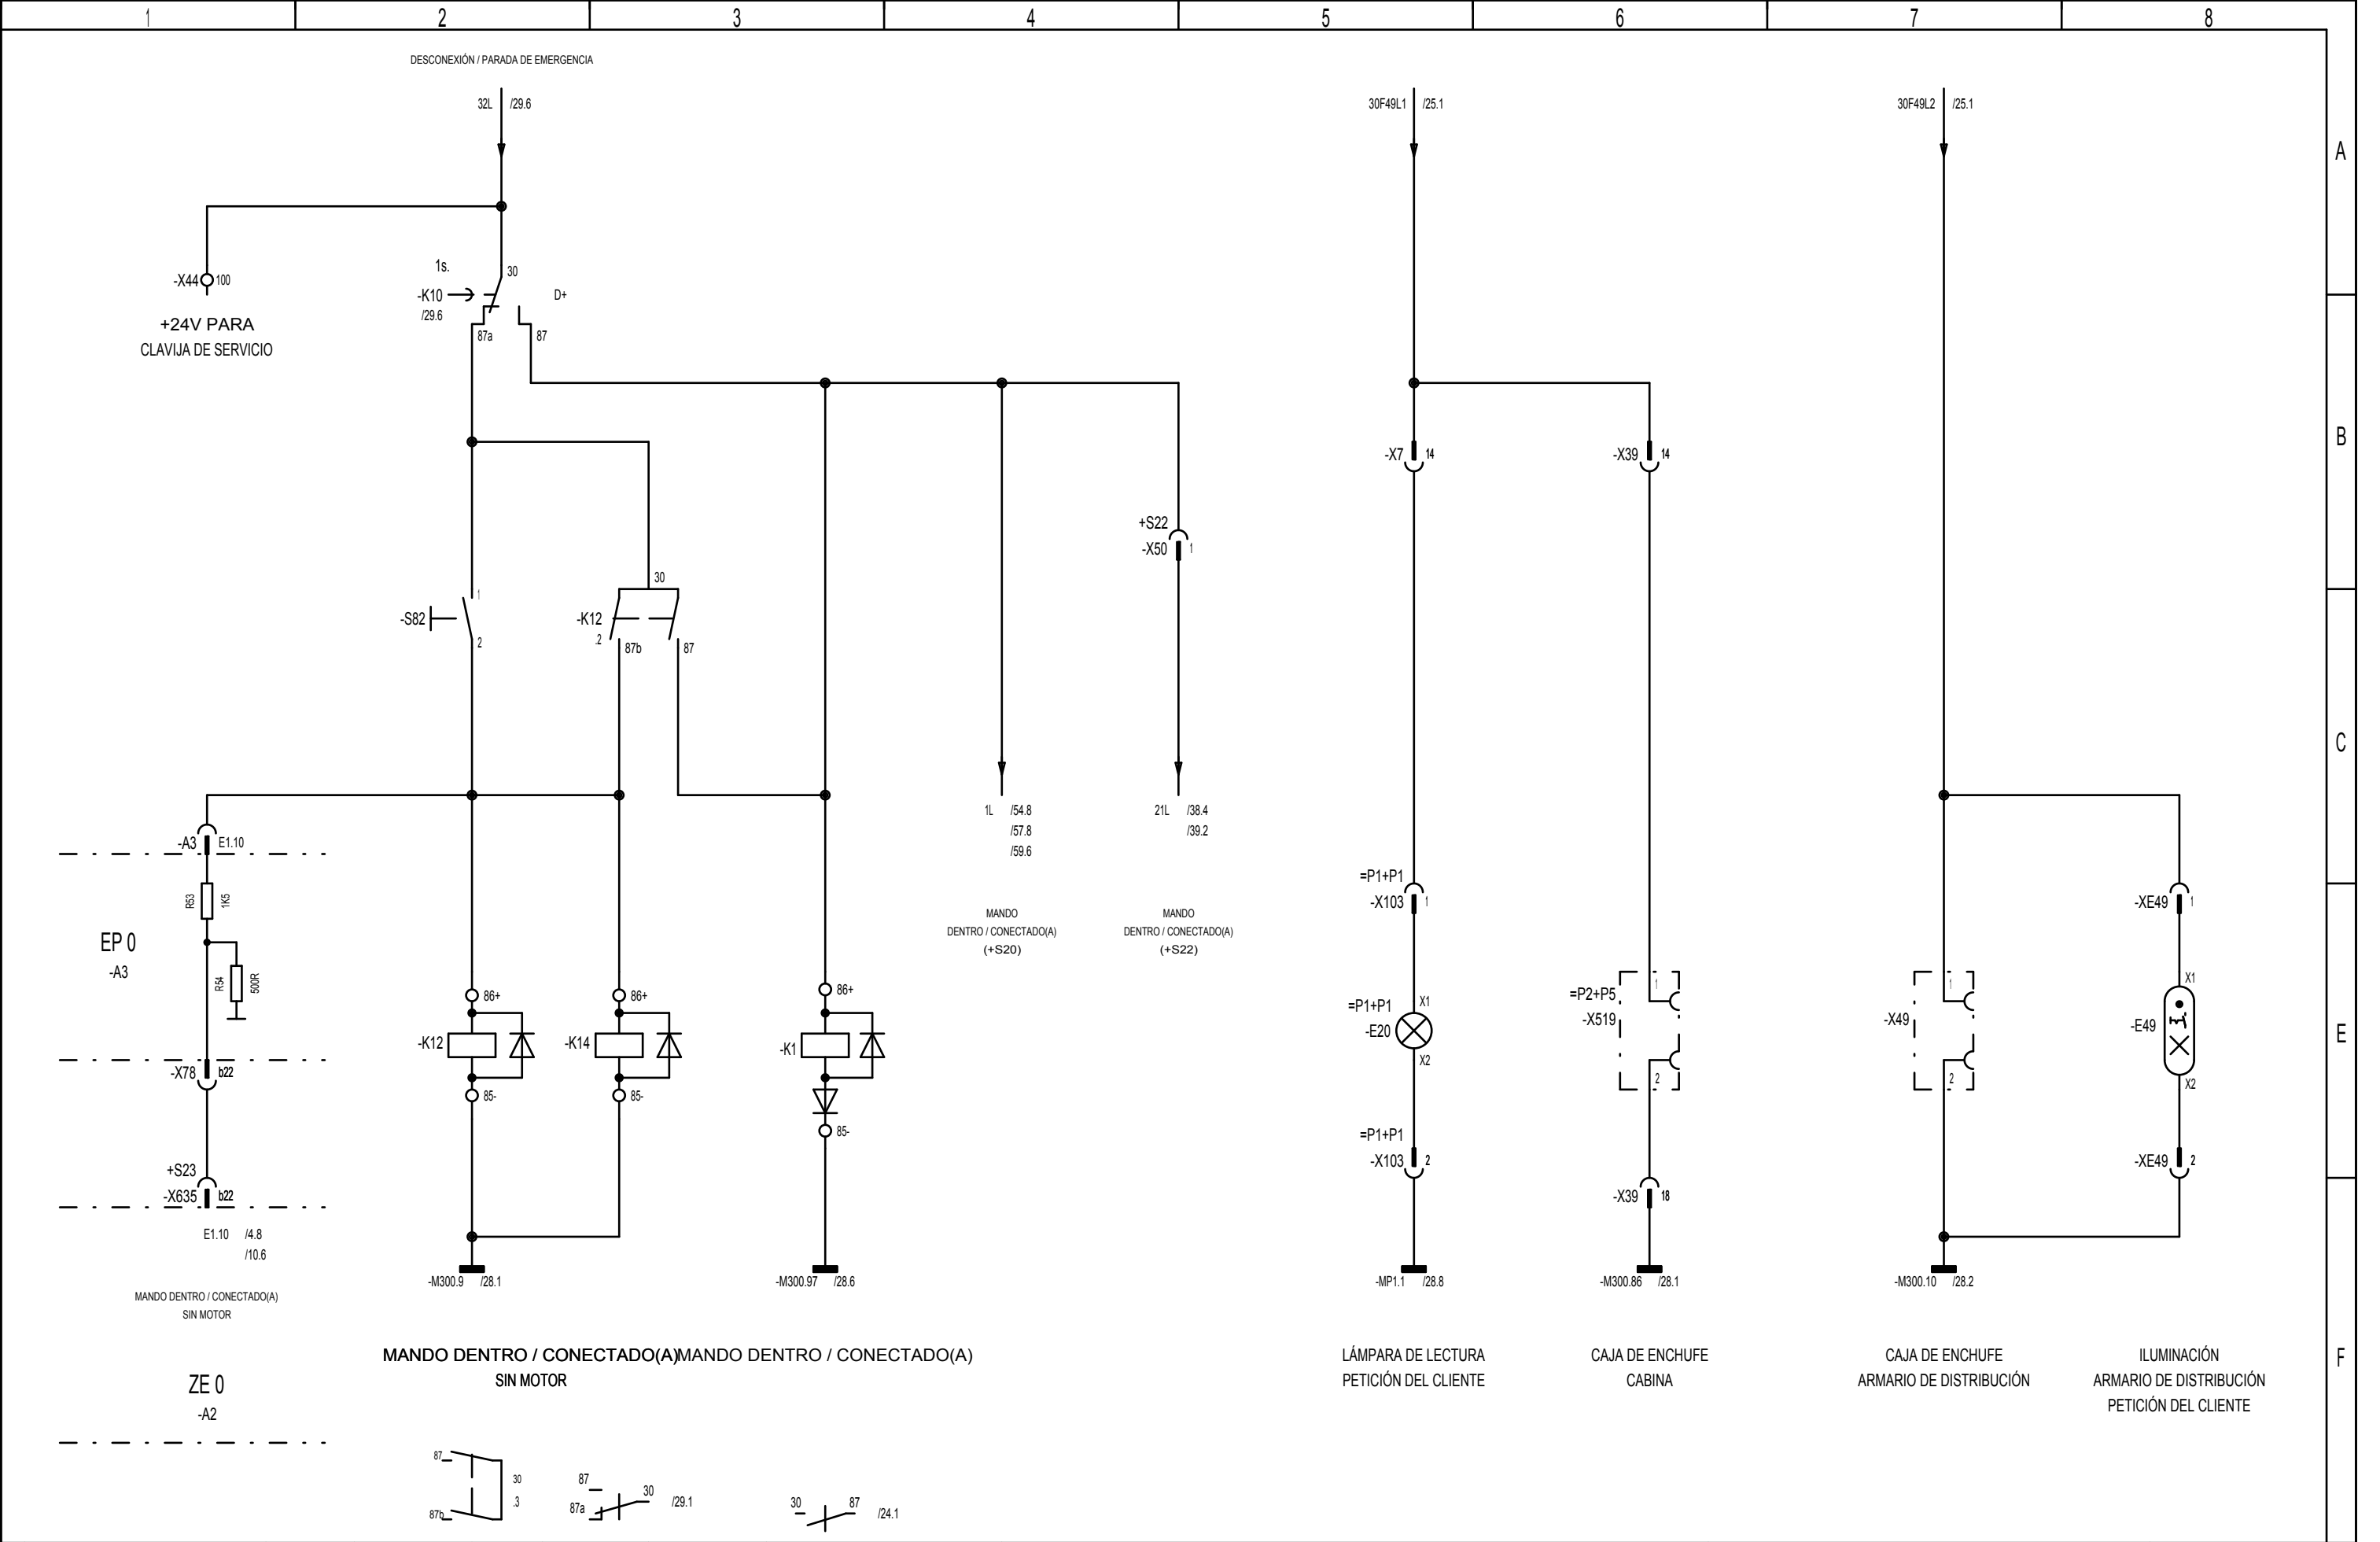 1 2 3 4 5 6 7 8
DESCONEXIÓN / PARADA DE EMERGENCIA
32L /29.6
30F49L1 /25.1
30F49L2 /25.1
A
-X44 100
+24V PARA
CLAVIJA DE SERVICIO
1s.
30
-K10
/29.6
D+
87a
87
B
-X7 14
-X39 14
+S22
-X50 1
30
1
-S82
2
-K12
.2
87b
87
C
1L /54.8
/57.8
/59.6
21L /38.4
/39.2
MANDO
DENTRO / CONECTADO(A)
(+S20)
MANDO
DENTRO / CONECTADO(A)
(+S22)
-A3 E1.10
R53
1K5
EP 0
-A3
R54
500R
-X78 b22
+S23
-X635 b22
E1.10 /4.8
/10.6
MANDO DENTRO / CONECTADO(A)
SIN MOTOR
ZE 0
-A2
86+
-K12
85-
86+
-K14
85-
86+
-K1
85-
-M300.9 /28.1
-M300.97 /28.6
=P1+P1
-X103 1
=P1+P1
-E20
X1
X2
=P1+P1
-X103 2
-MP1.1 /28.8
=P2+P5
-X519
1
2
-X39 18
-M300.86 /28.1
-X49
1
2
-M300.10 /28.2
-XE49 1
X1
-E49
X2
-XE49 2
E
F
MANDO DENTRO / CONECTADO(A)
SIN MOTOR
MANDO DENTRO / CONECTADO(A)
LÁMPARA DE LECTURA
PETICIÓN DEL CLIENTE
CAJA DE ENCHUFE
CABINA
CAJA DE ENCHUFE
ARMARIO DE DISTRIBUCIÓN
ILUMINACIÓN
ARMARIO DE DISTRIBUCIÓN
PETICIÓN DEL CLIENTE
87
30
.3
87b
87
30
87a
/29.1
30
87
/24.1